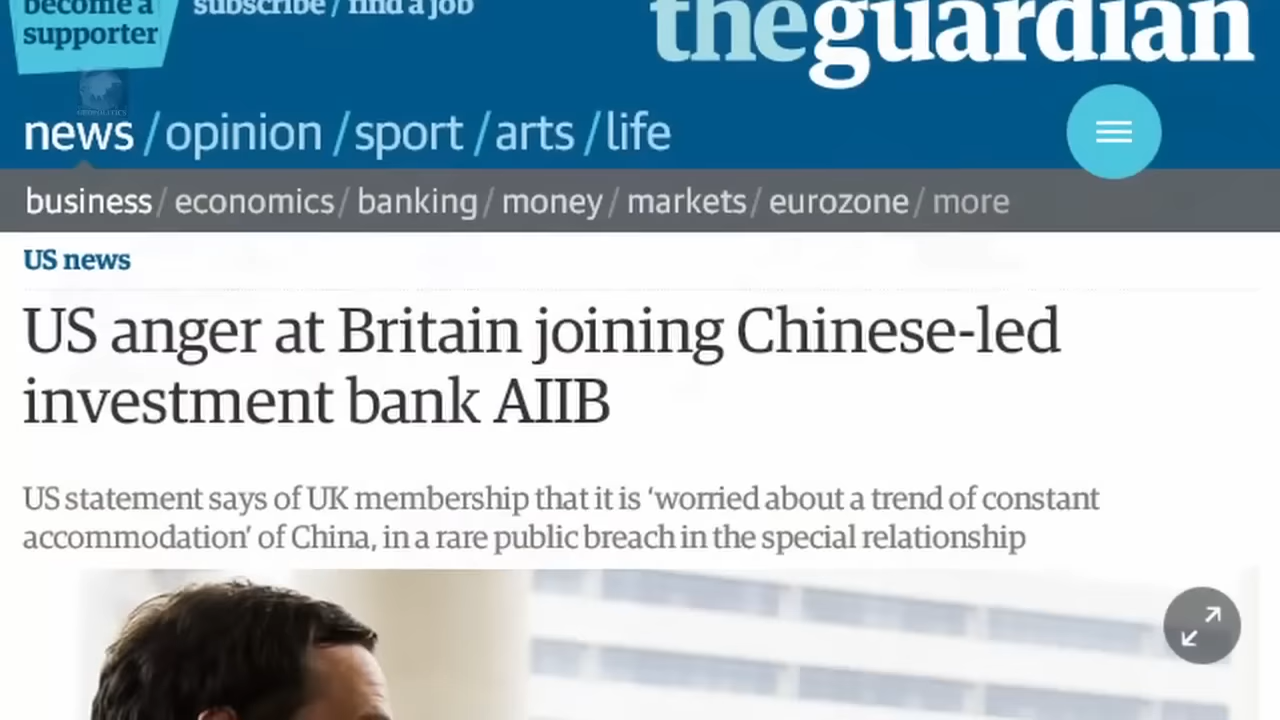 become a
supporter
subscribe / find a job
theguardian
GEOPOLITICS
news / opinion / sport / arts / life
business / economics / banking / money / markets / eurozone / more
US news
US anger at Britain joining Chinese-led
investment bank AIIB
US statement says of UK membership that it is ‘worried about a trend of constant
accommodation’ of China, in a rare public breach in the special relationship